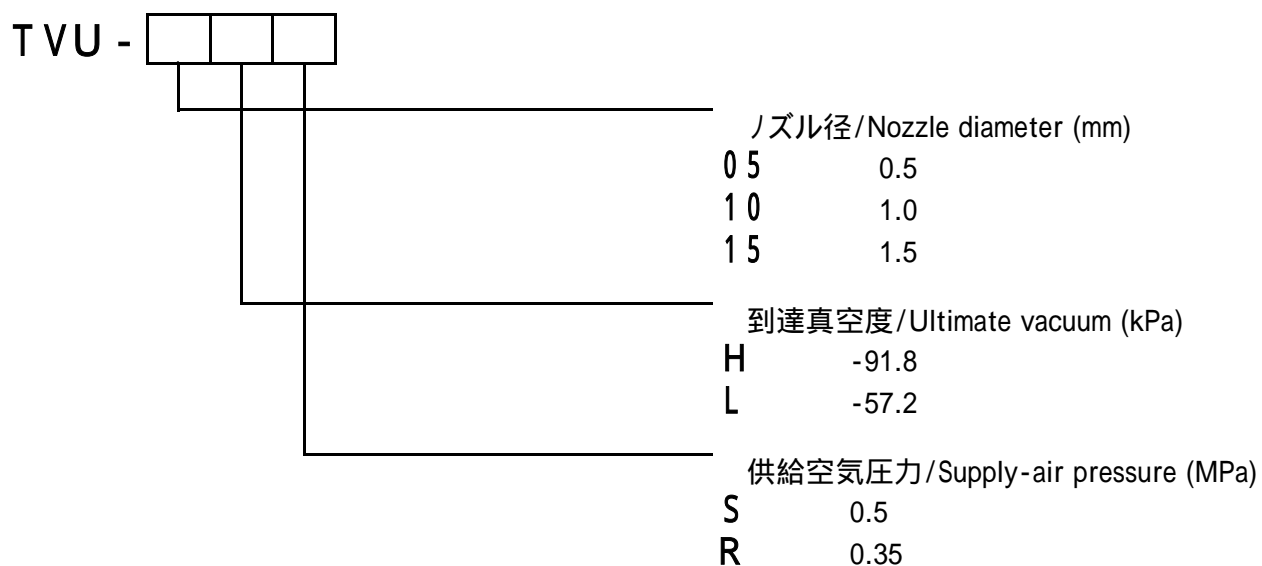 TVU-
ノズル径/Nozzle diameter (mm)
05 0.5
10 1.0
15 1.5
到達真空度/Ultimate vacuum (kPa)
H -91.8
L -57.2
供給空気圧力/Supply-air pressure (MPa)
S 0.5
R 0.35